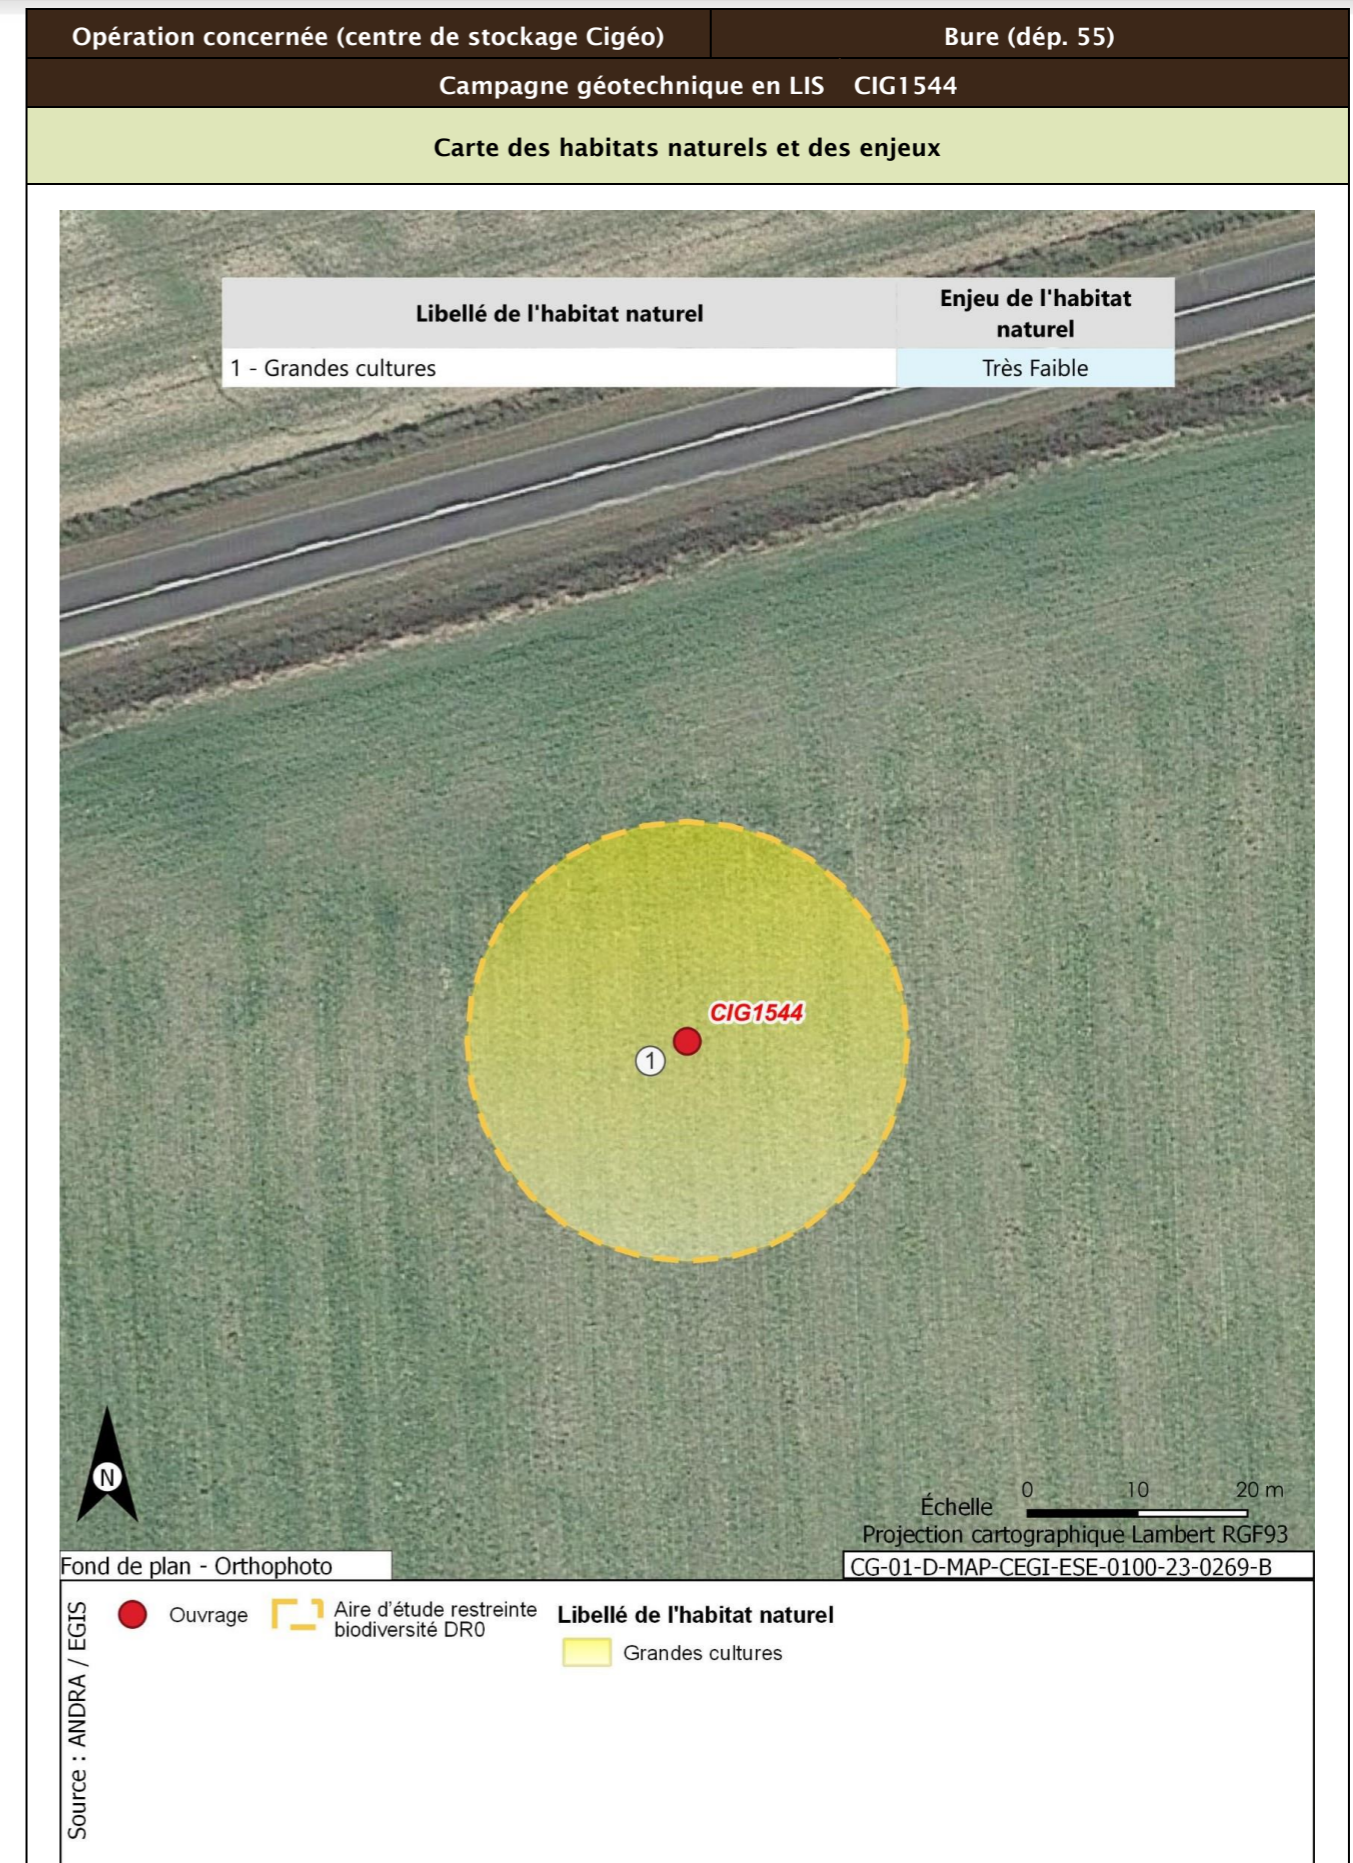 Opération concernée (centre de stockage Cigéo) Bure (dép. 55)
Campagne géotechnique en LIS CIG1544
Carte des habitats naturels et des enjeux
Libellé de l'habitat naturel Enjeu de l'habitat
naturel
1 - Grandes cultures Très Faible
CIG1544
1
N
0 10 20 m
Échelle
Projection cartographique Lambert RGF93
Fond de plan - Orthophoto CG-01-D-MAP-CEGI-ESE-0100-23-0269-B
Source : ANDRA / EGIS
Ouvrage
Aire d'étude restreinte
biodiversité DR0
Libellé de l'habitat naturel
Grandes cultures